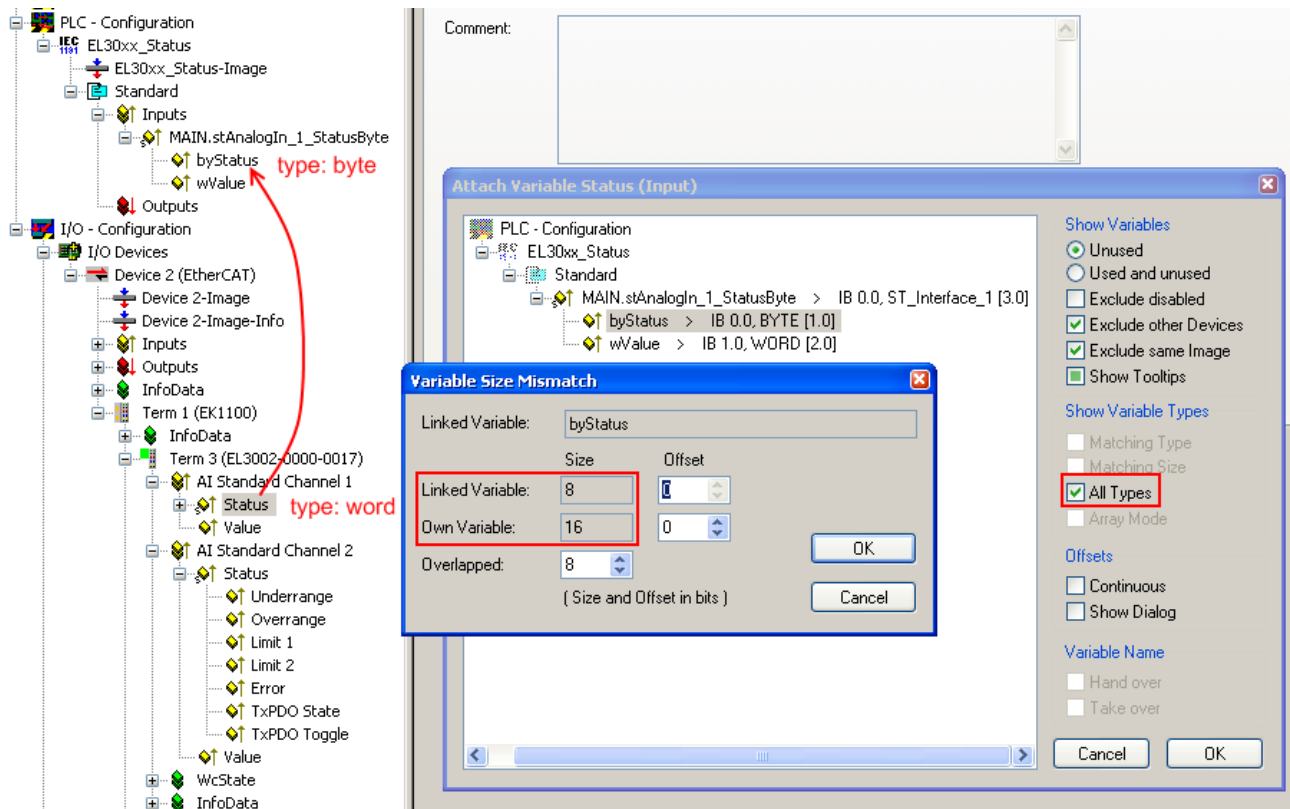 PLC - Configuration
IEC
1131
EL30xx_Status
EL30xx_Status-Image
Standard
Inputs
MAIN.stAnalogIn_1_StatusByte
byStatus
type: byte
wValue
Outputs
I/O - Configuration
I/O Devices
Device 2 (EtherCAT)
Device 2-Image
Device 2-Image-Info
Inputs
Outputs
InfoData
Term 1 (EK1100)
InfoData
Term 3 (EL3002-0000-0017)
AI Standard Channel 1
Status
type: word
Value
AI Standard Channel 2
Status
Underrange
Overrange
Limit 1
Limit 2
Error
TxPDO State
TxPDO Toggle
Value
WcState
InfoData
Comment:
Attach Variable Status (Input)
PLC - Configuration
EL30xx_Status
Standard
MAIN.stAnalogIn_1_StatusByte > IB 0.0, ST_Interface_1 [3.0]
byStatus > IB 0.0, BYTE [1.0]
wValue > IB 1.0, WORD [2.0]
Variable Size Mismatch
Linked Variable: byStatus
Size Offset
Linked Variable: 8 0
Own Variable: 16 0
Overlapped: 8
( Size and Offset in bits )
OK
Cancel
Show Variables
Unused
Used and unused
Exclude disabled
Exclude other Devices
Exclude same Image
Show Tooltips
Show Variable Types
Matching Type
Matching Size
All Types
Array Mode
Offsets
Continuous
Show Dialog
Variable Name
Hand over
Take over
Cancel OK